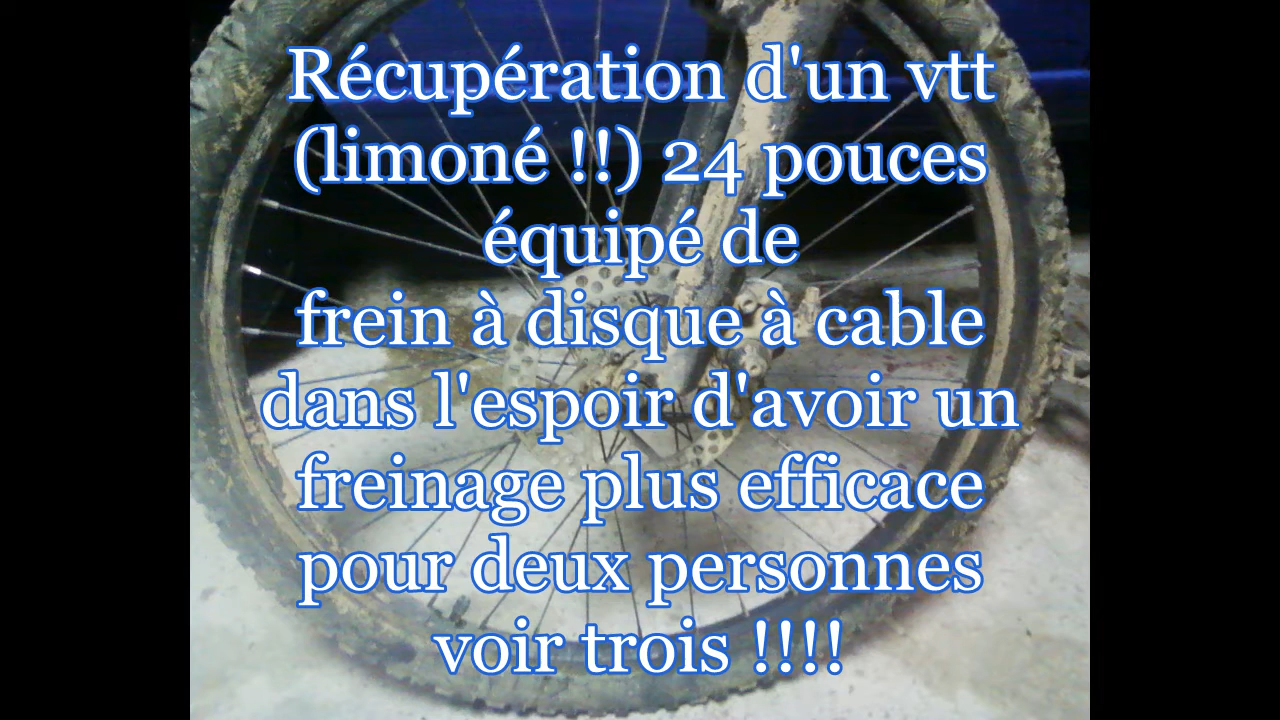 Récupération d'un vtt
(limoné !!) 24 pouces
équipé de
frein à disque à cable
dans l'espoir d'avoir un
freinage plus efficace
pour deux personnes
voir trois !!!!